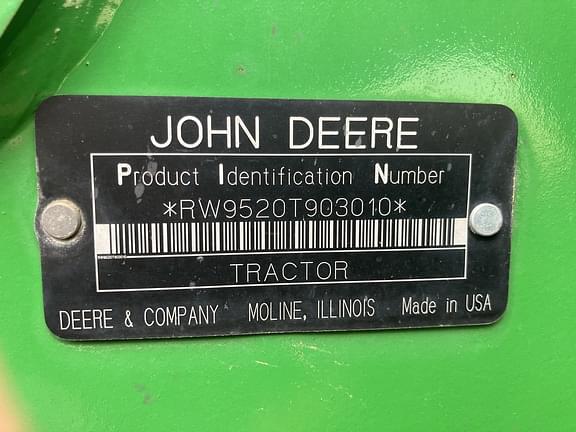 JOHN DEERE
Product Identification Number
*RW9520T903010*
TRACTOR
DEERE & COMPANY MOLINE, ILLINOIS Made in USA